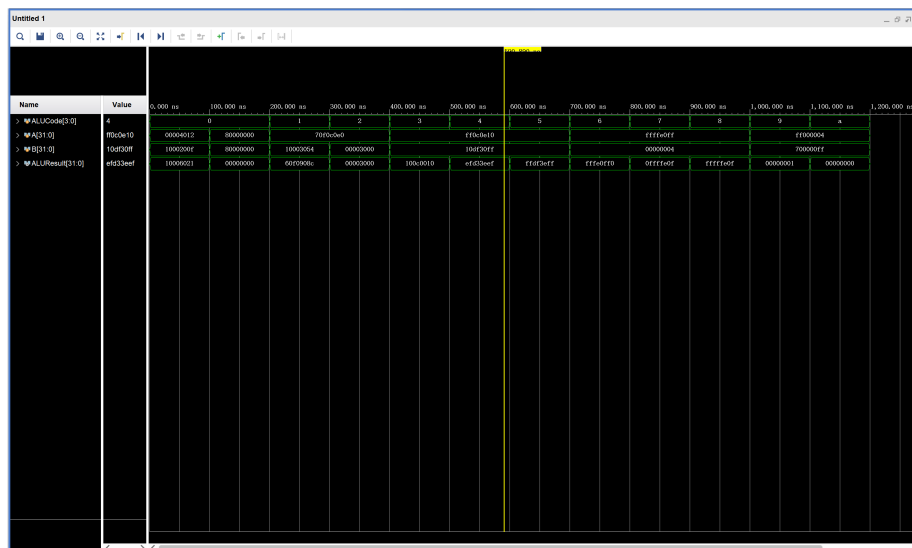 Untitled 1
Name Value
0.000 ns 100.000 ns 200.000 ns 300.000 ns 400.000 ns 500.000 ns 600.000 ns 700.000 ns 800.000 ns 900.000 ns 1,000.000 ns 1,100.000 ns 1,200.000 ns
ALUCode[3:0] 4 0 1 2 3 4 5 6 7 8 9 a
A[31:0] ff0c0e10 00004012 80000000 70f0c0e0 ff0c0e10 ffffe0ff ff000004
B[31:0] 10df30ff 1000200f 80000000 10003054 00003000 10df30ff 00000004 700000ff
ALUResult[31:0] efd33eef 10006021 00000000 60f0908c 00003000 100c0010 efd33eef ffdf3eff fffe0ff0 0ffffe0f fffffe0f 00000001 00000000